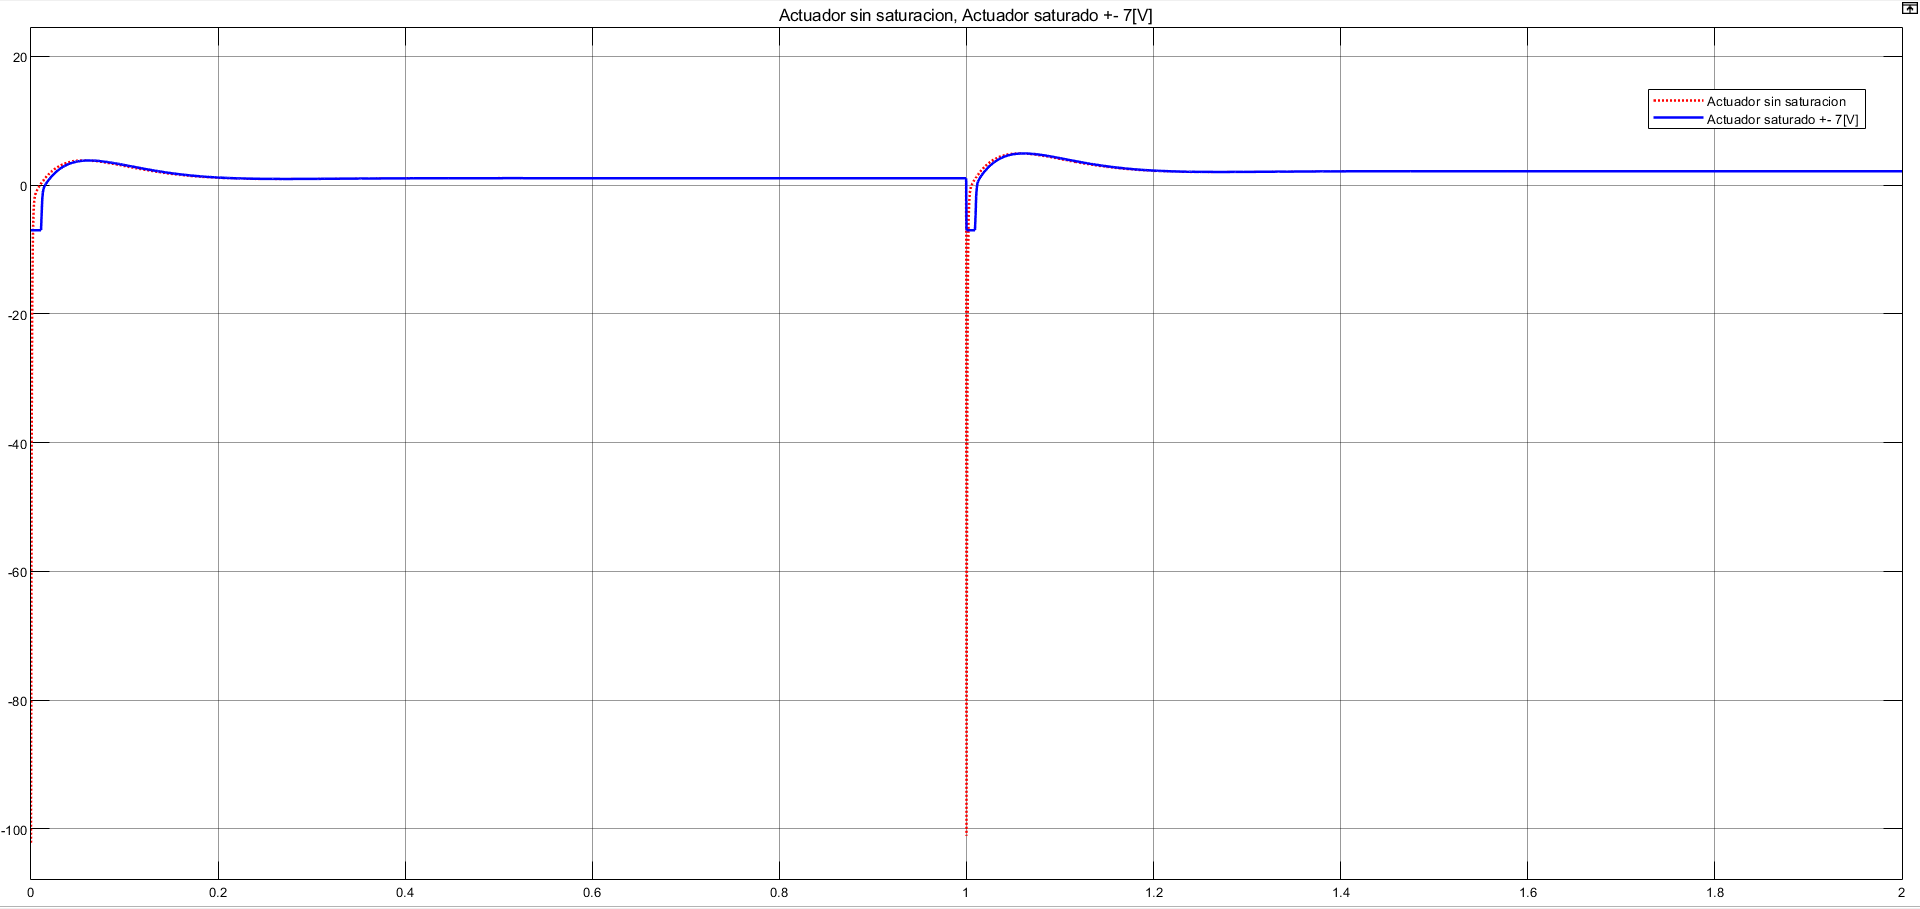 Actuador sin saturacion, Actuador saturado +- 7[V]
20
Actuador sin saturacion
Actuador saturado +- 7[V]
0
-20
-40
-60
-80
-100
0 0.2 0.4 0.6 0.8 1 1.2 1.4 1.6 1.8 2